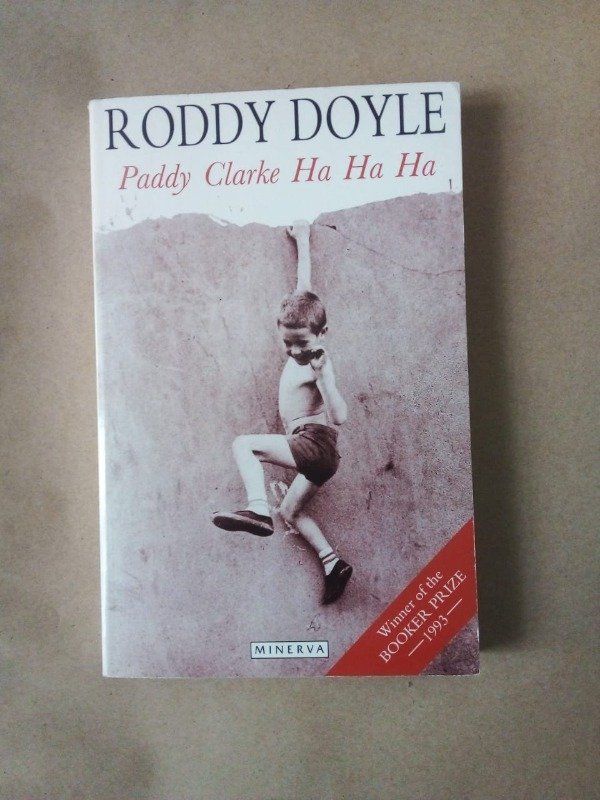 RODDY DOYLE
Paddy Clarke Ha Ha Ha
MINERVA
Winner of the
BOOKER PRIZE
—1993—